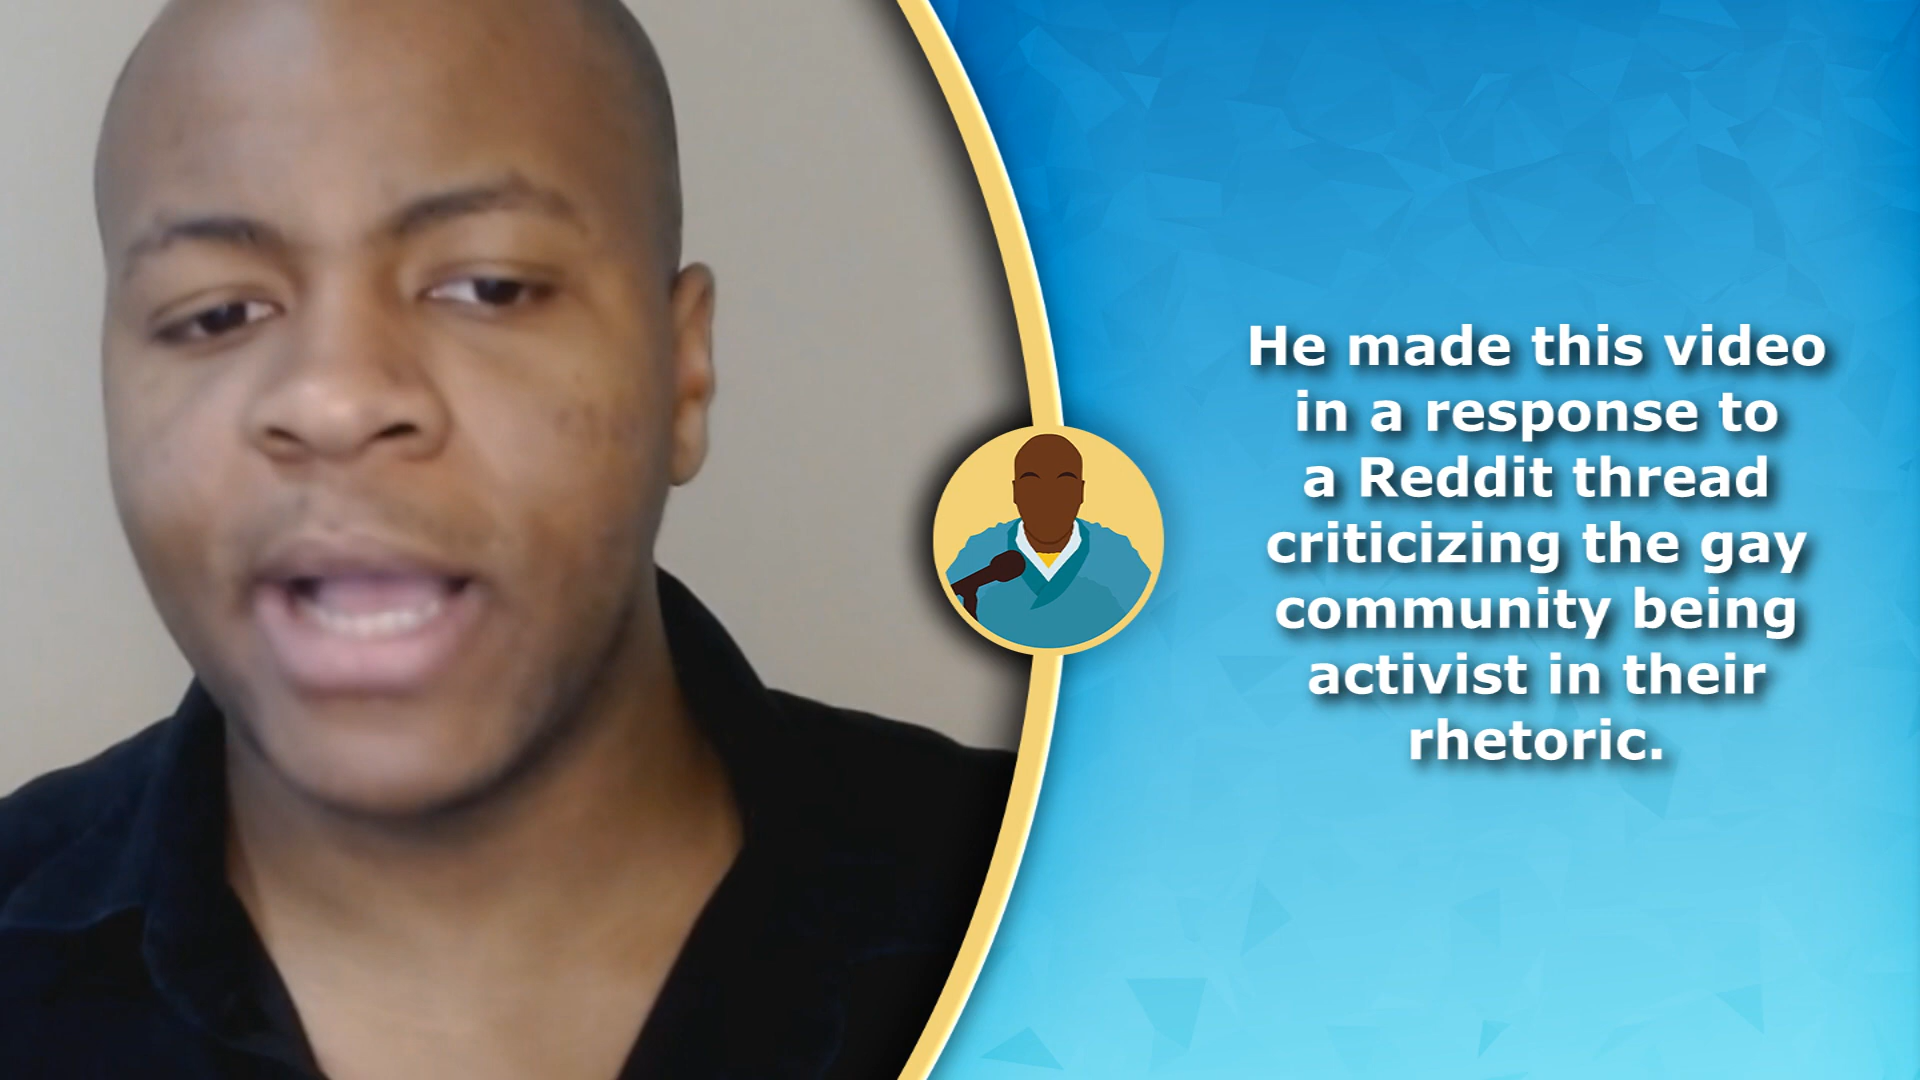 He made this video
in a response to
a Reddit thread
criticizing the gay
community being
activist in their
rhetoric.